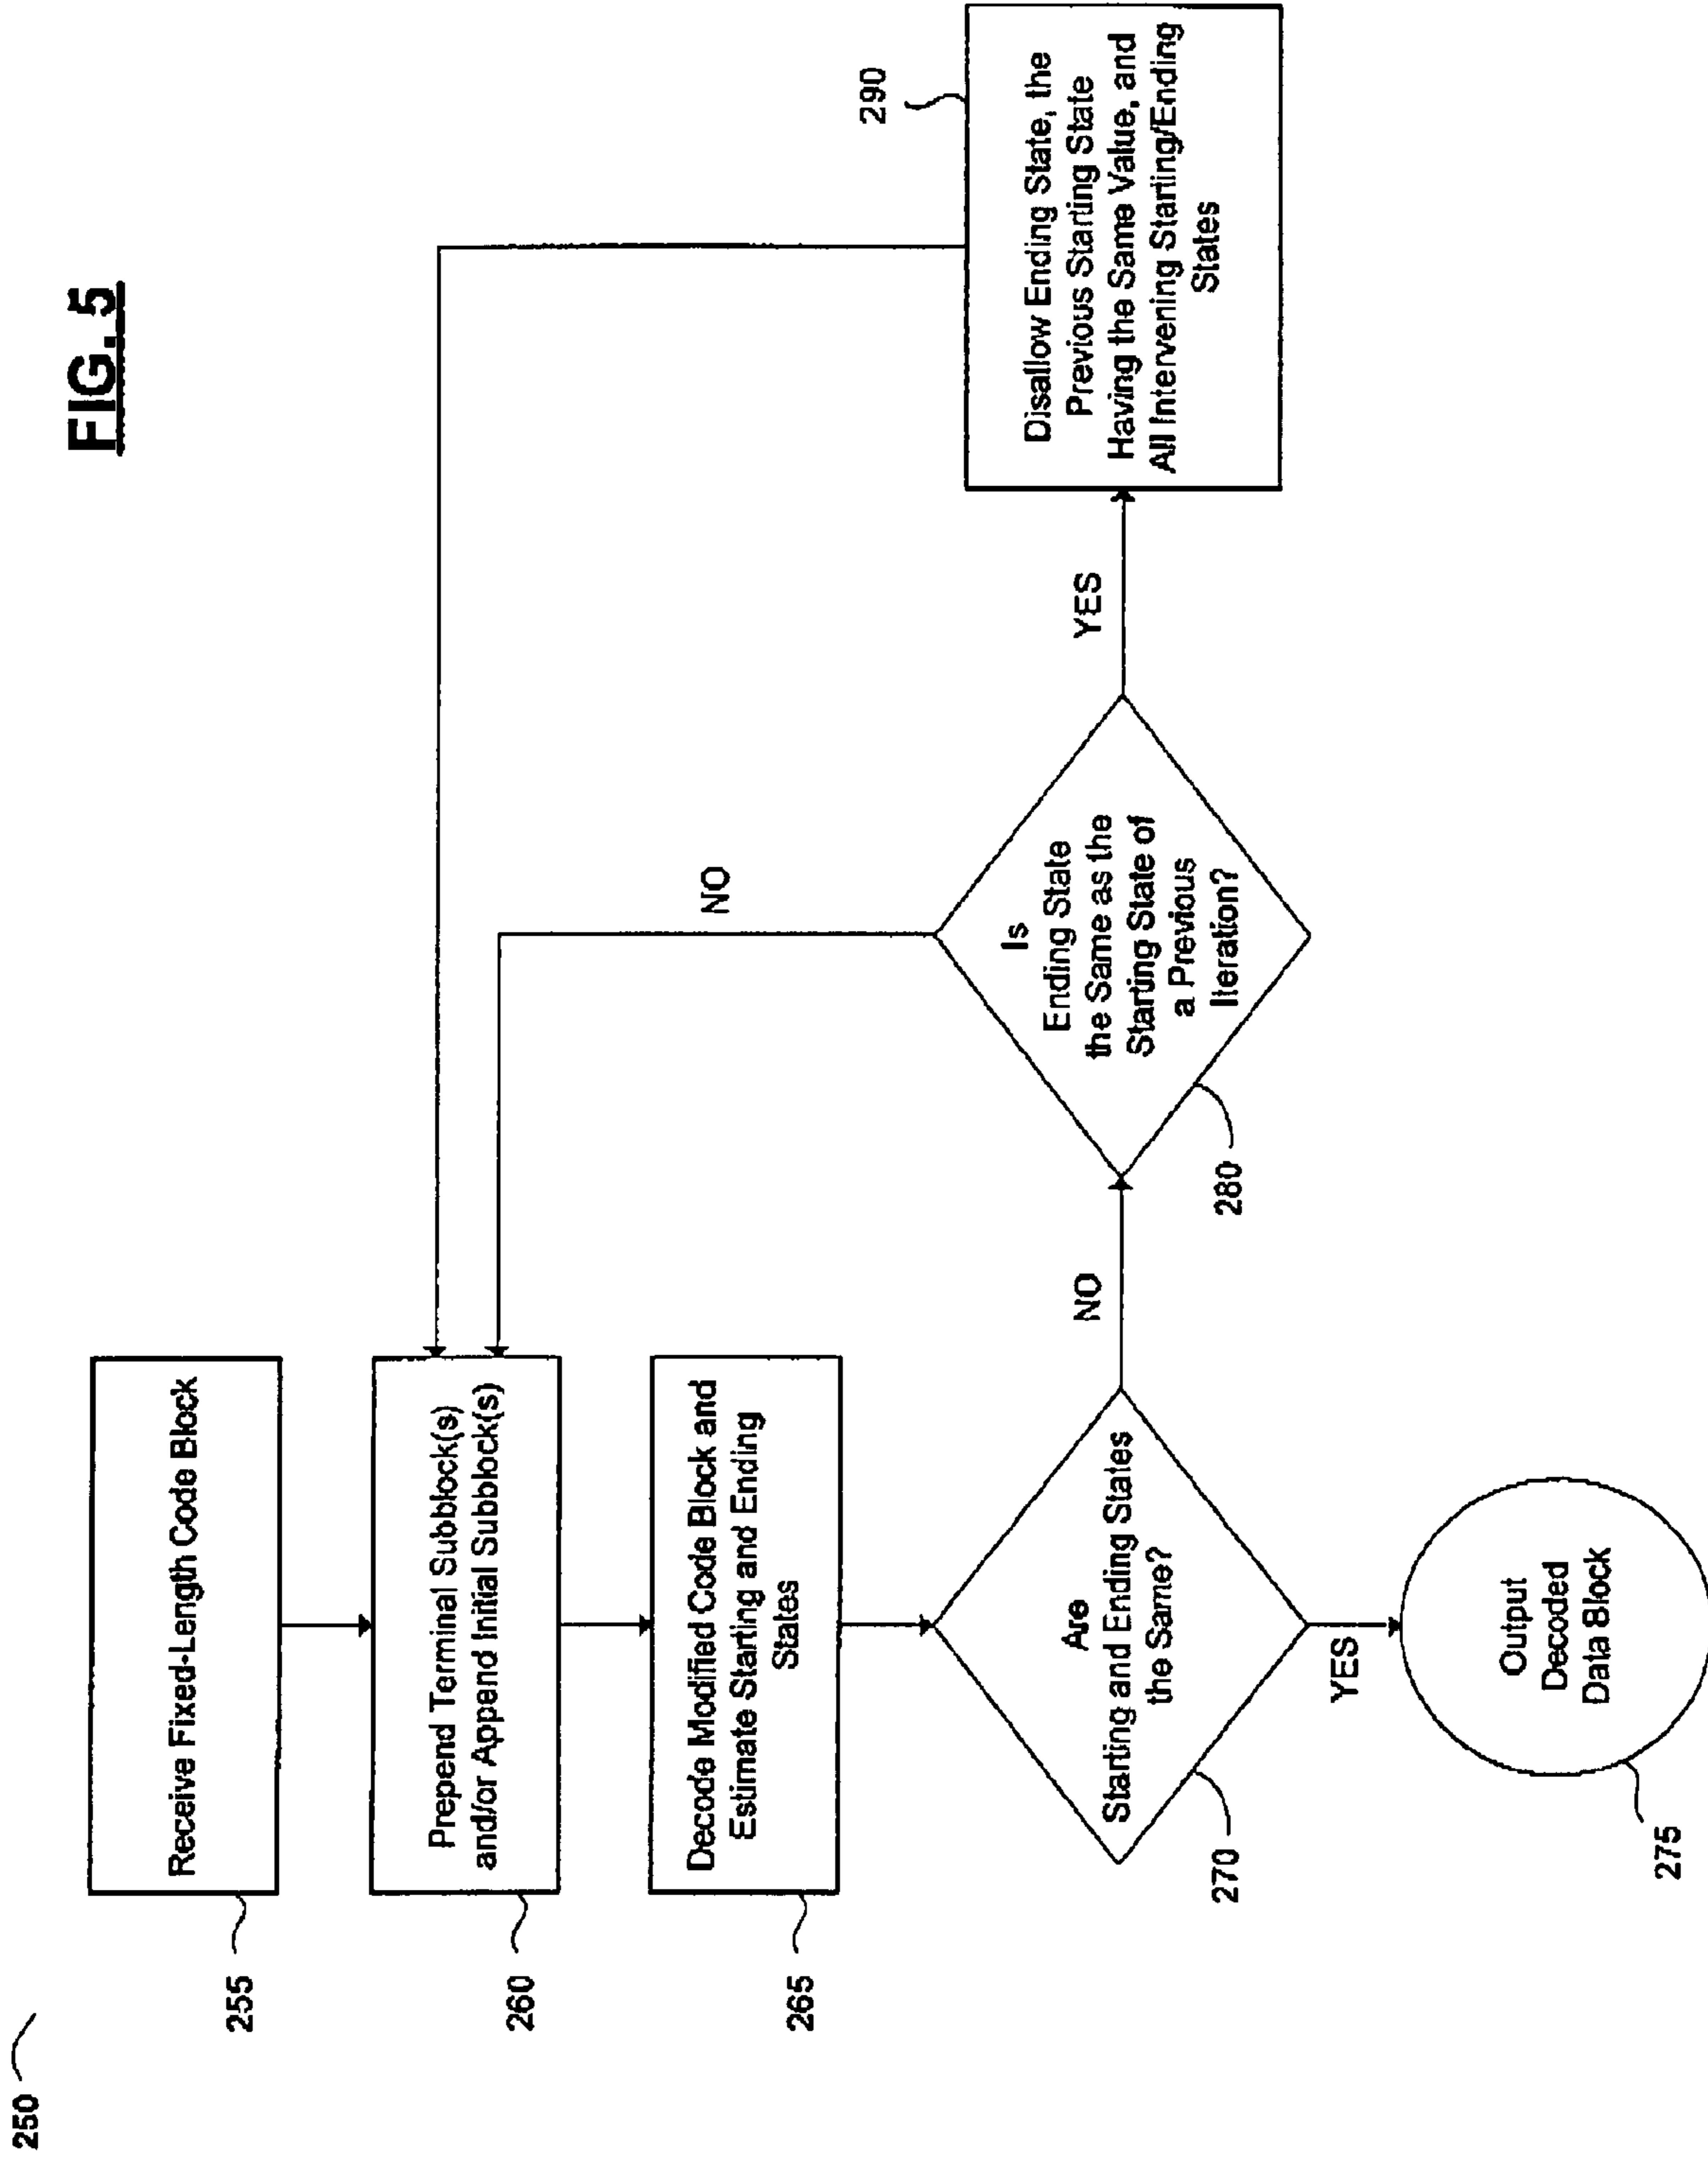 FIG. 5
250
255
Receive Fixed-Length Code Block
260
Prepend Terminal Subblock(s)
and/or Append Initial Subblock(s)
265
Decode Modified Code Block and
Estimate Starting and Ending
States
270
Are
Starting and Ending States
the Same?
YES
NO
275
Output
Decoded
Data Block
280
Is
Ending State
the Same as the
Starting State of
a Previous
Iteration?
NO
YES
290
Disallow Ending State, the
Previous Starting State
Having the Same Value, and
All Intervening Starting/Ending
States